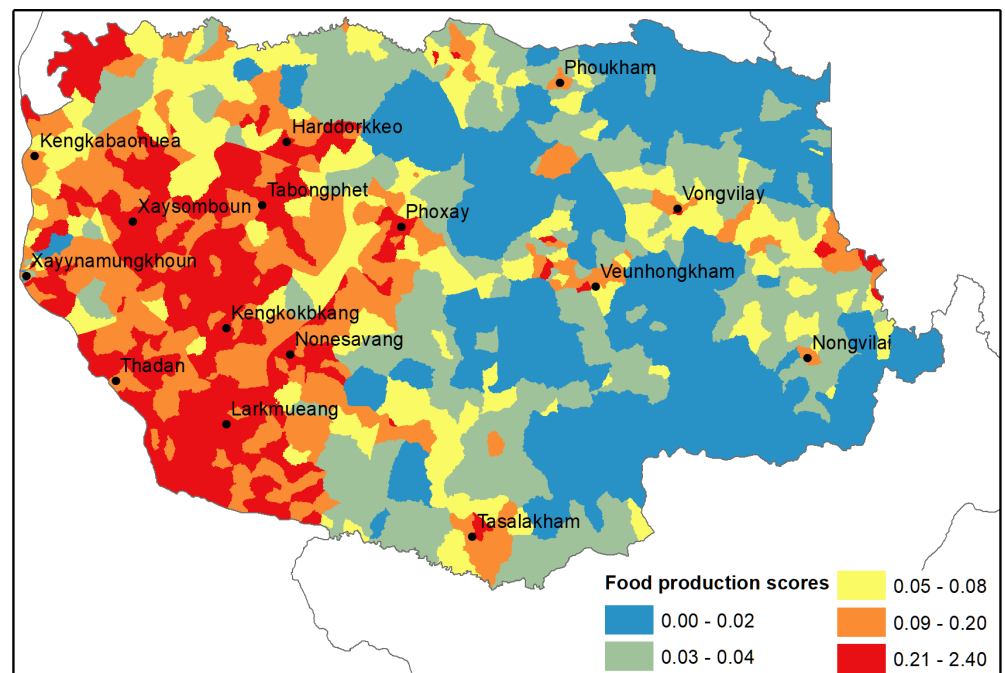 Phoukham
Harddorkkeo
Kengkabaonuea
Tabongphet
Vongvilay
Xaysomboun
Phoxay
Xayynamungkhoun
Veunhongkham
Kengkokbkang
Nonesavang
Nongvilai
Thadan
Larkmueang
Tasalakham
Food production scores
0.00 - 0.02
0.03 - 0.04
0.05 - 0.08
0.09 - 0.20
0.21 - 2.40